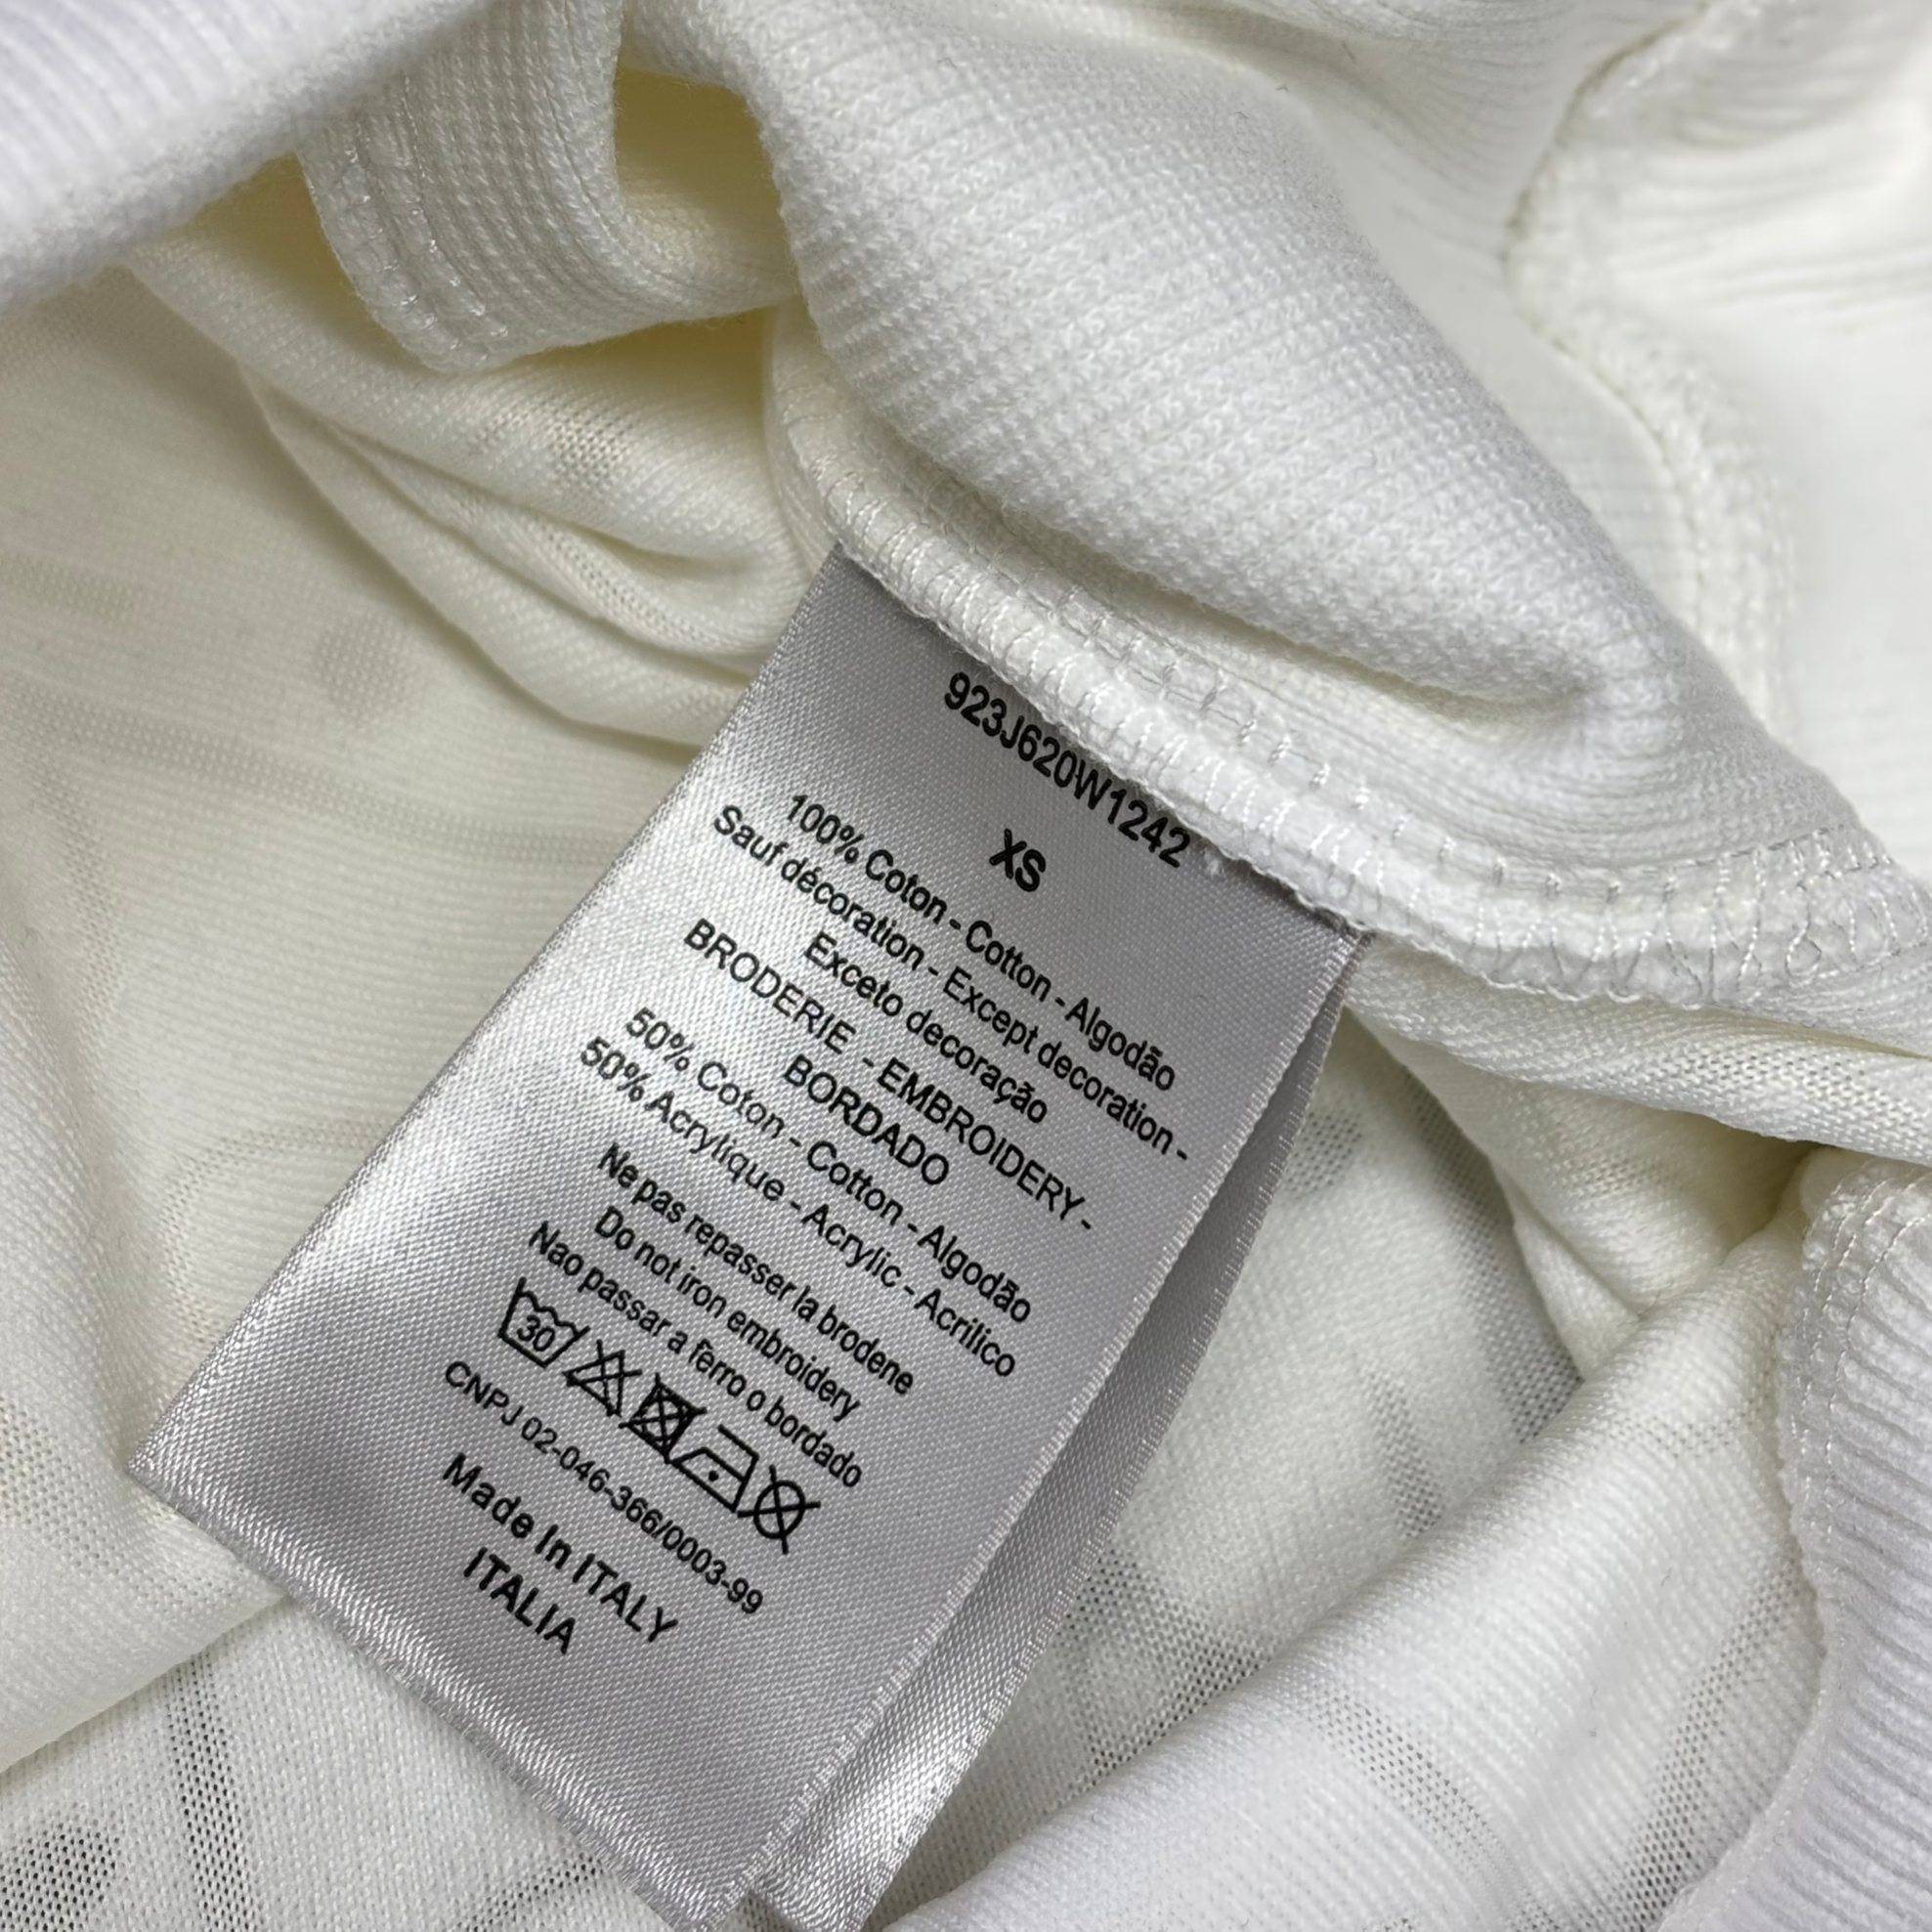 923J620W1242
XS
100% Coton - Cotton - Algodão
Sauf décoration - Except decoration -
Exceto decoração
BRODERIE - EMBROIDERY -
BORDADO
50% Coton - Cotton - Algodão
50% Acrylique - Acrylic - Acrilico
Ne pas repasser la brodene
Do not iron embroidery
Nao passar a ferro o bordado
30
CNPJ 02-046-366/0003-99
Made In ITALY
ITALIA